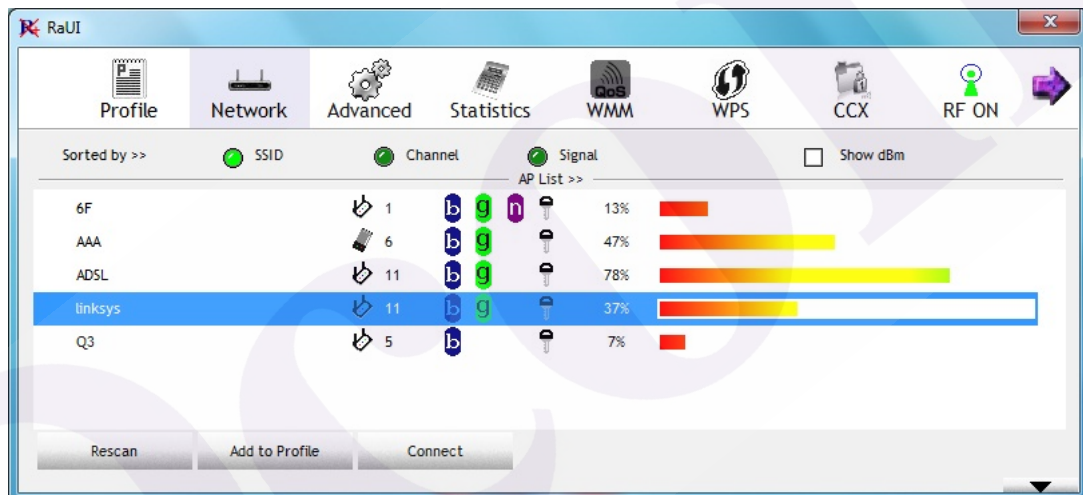 RaUI
Profile Network Advanced Statistics QoS WMM WPS CCX RF ON
Sorted by >> SSID Channel Signal Show dBm
AP List >>
6F 1 b g n 13%
AAA 6 b g 47%
ADSL 11 b g 78%
linksys 11 b g 37%
Q3 5 b 7%
Rescan Add to Profile Connect